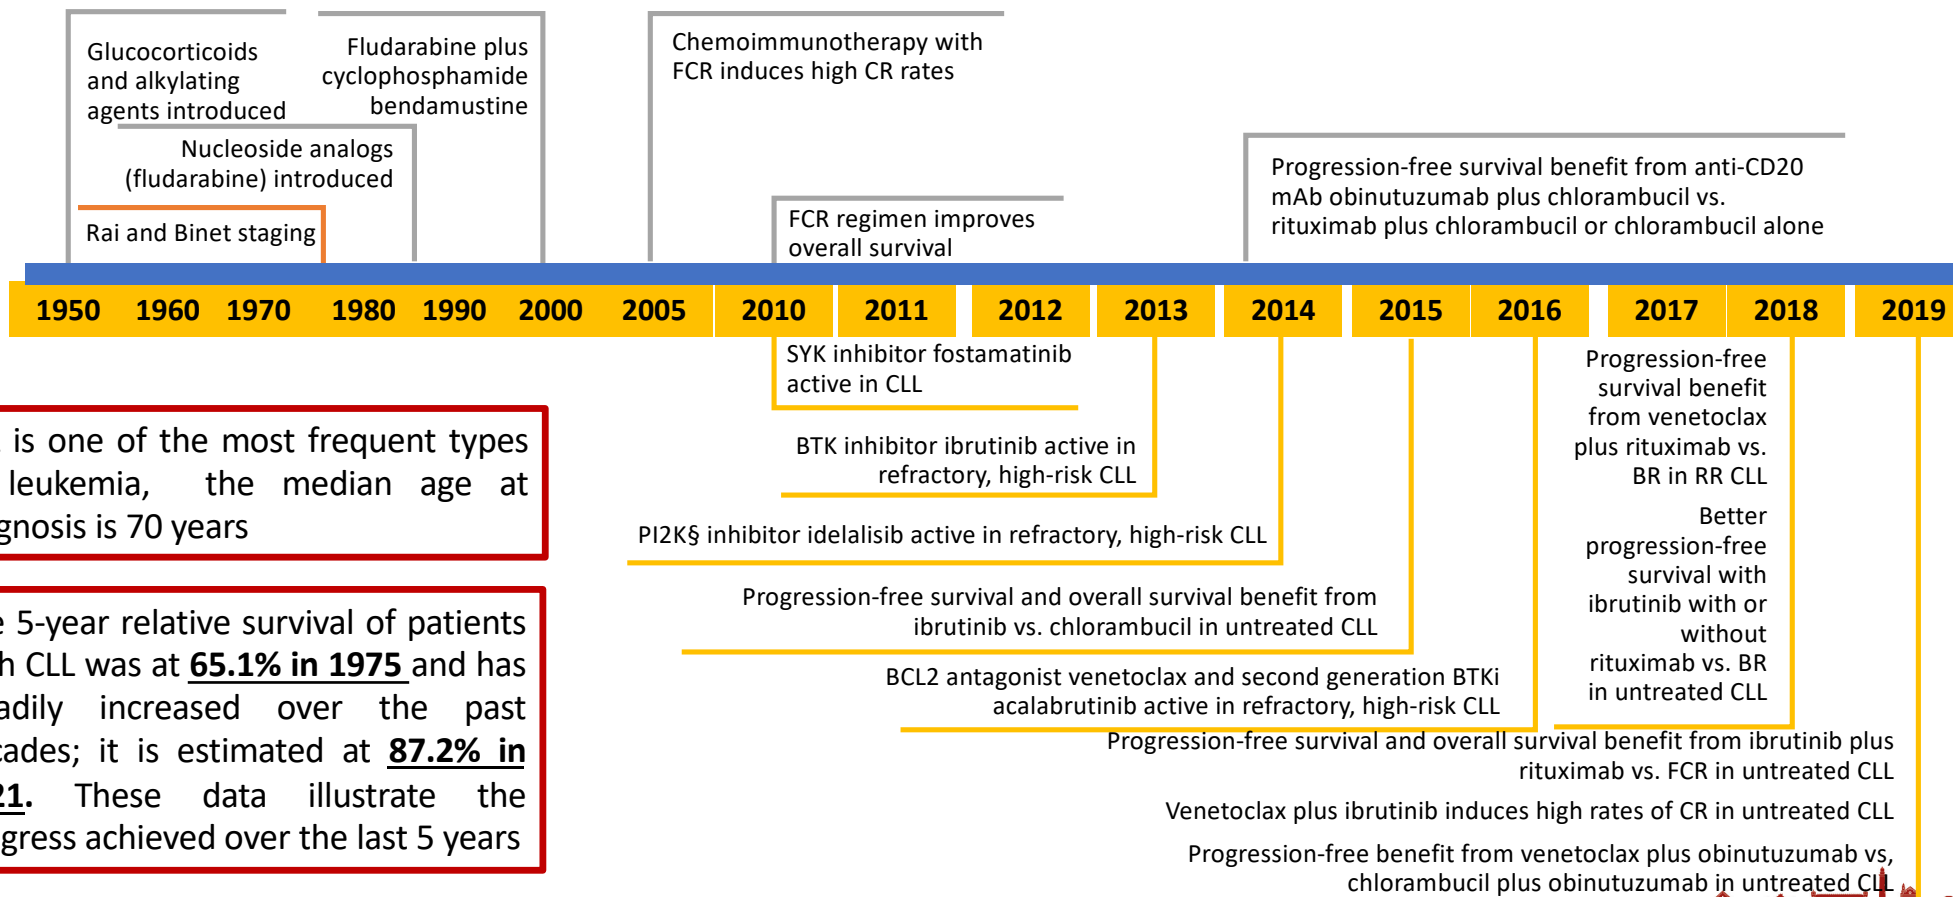 Glucocorticoids
and alkylating
agents introduced
Fludarabine plus
cyclophosphamide
bendamustine
Nucleoside analogs
(fludarabine) introduced
Rai and Binet staging
Chemoimmunotherapy with
FCR induces high CR rates
FCR regimen improves
overall survival
Progression-free survival benefit from anti-CD20
mAb obinutuzumab plus chlorambucil vs.
rituximab plus chlorambucil or chlorambucil alone
1950 1960 1970 1980 1990 2000 2005 2010 2011 2012 2013 2014 2015 2016 2017 2018 2019
SYK inhibitor fostamatinib
active in CLL
BTK inhibitor ibrutinib active in
refractory, high-risk CLL
PI2K§ inhibitor idelalisib active in refractory, high-risk CLL
Progression-free survival and overall survival benefit from
ibrutinib vs. chlorambucil in untreated CLL
BCL2 antagonist venetoclax and second generation BTKi
acalabrutinib active in refractory, high-risk CLL
Progression-free
survival benefit
from venetoclax
plus rituximab vs.
BR in RR CLL
Better
progression-free
survival with
ibrutinib with or
without
rituximab vs. BR
in untreated CLL
Progression-free survival and overall survival benefit from ibrutinib plus
rituximab vs. FCR in untreated CLL
Venetoclax plus ibrutinib induces high rates of CR in untreated CLL
Progression-free benefit from venetoclax plus obinutuzumab vs,
chlorambucil plus obinutuzumab in untreated CLL
is one of the most frequent types
leukemia, the median age at
gnosis is 70 years
e 5-year relative survival of patients
h CLL was at 65.1% in 1975 and has
adily increased over the past
cades; it is estimated at 87.2% in
21. These data illustrate the
gress achieved over the last 5 years